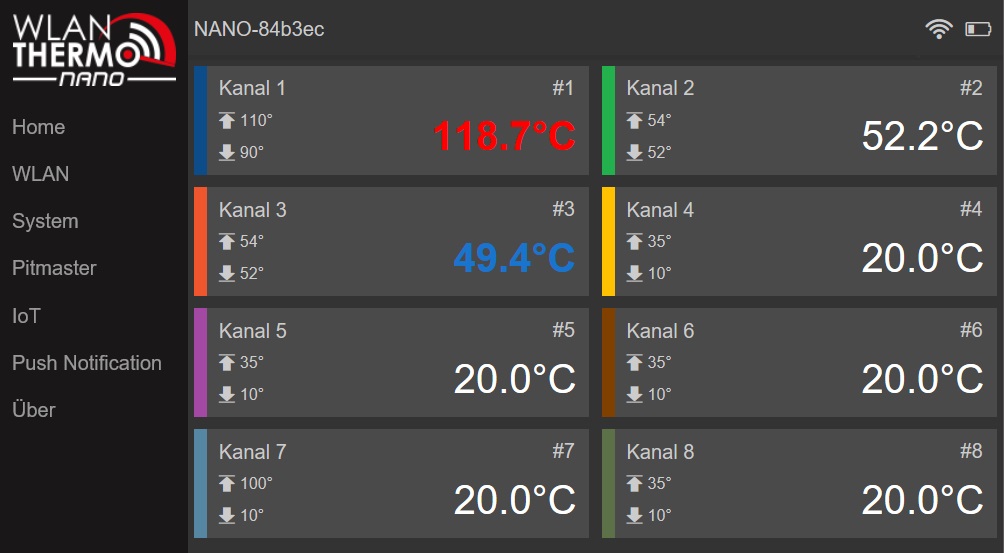 WLAN
THERMO
NANO
Home
WLAN
System
Pitmaster
IoT
Push Notification
Über
NANO-84b3ec
Kanal 1 #1
110°
90°
118.7°C
Kanal 2 #2
54°
52°
52.2°C
Kanal 3 #3
54°
52°
49.4°C
Kanal 4 #4
35°
10°
20.0°C
Kanal 5 #5
35°
10°
20.0°C
Kanal 6 #6
35°
10°
20.0°C
Kanal 7 #7
100°
10°
20.0°C
Kanal 8 #8
35°
10°
20.0°C